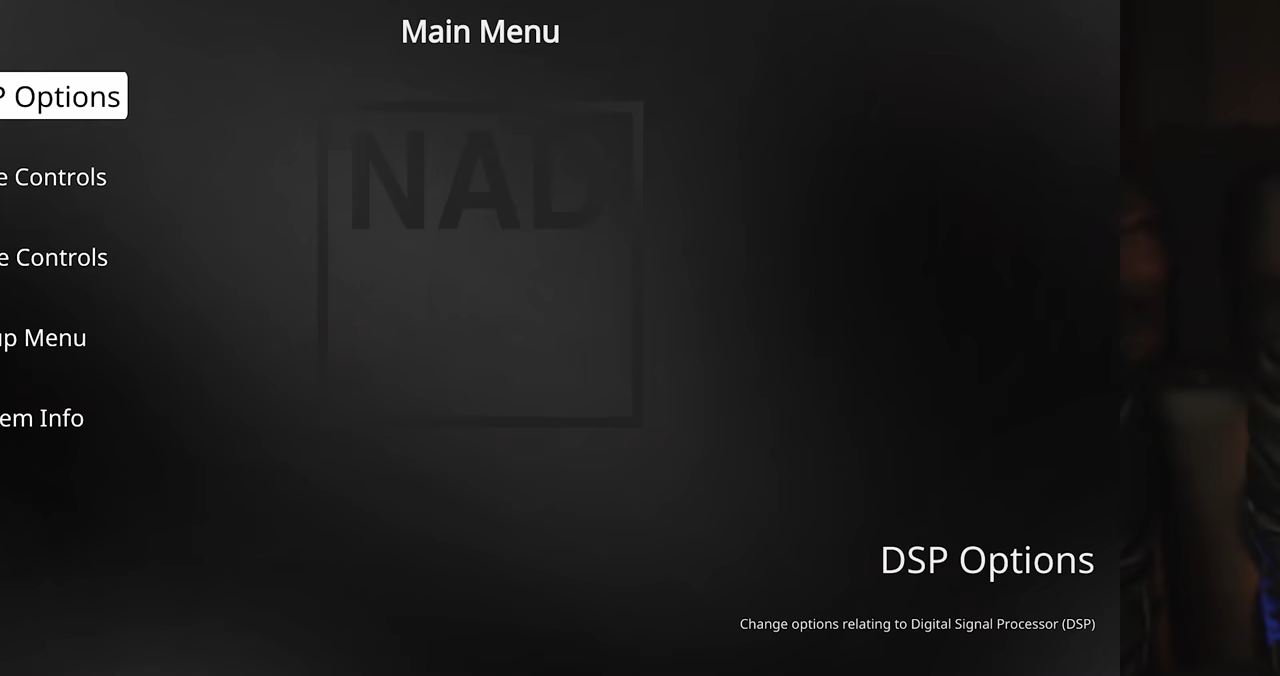 Main Menu
P Options
e Controls
e Controls
up Menu
em Info
NAD
DSP Options
Change options relating to Digital Signal Processor (DSP)